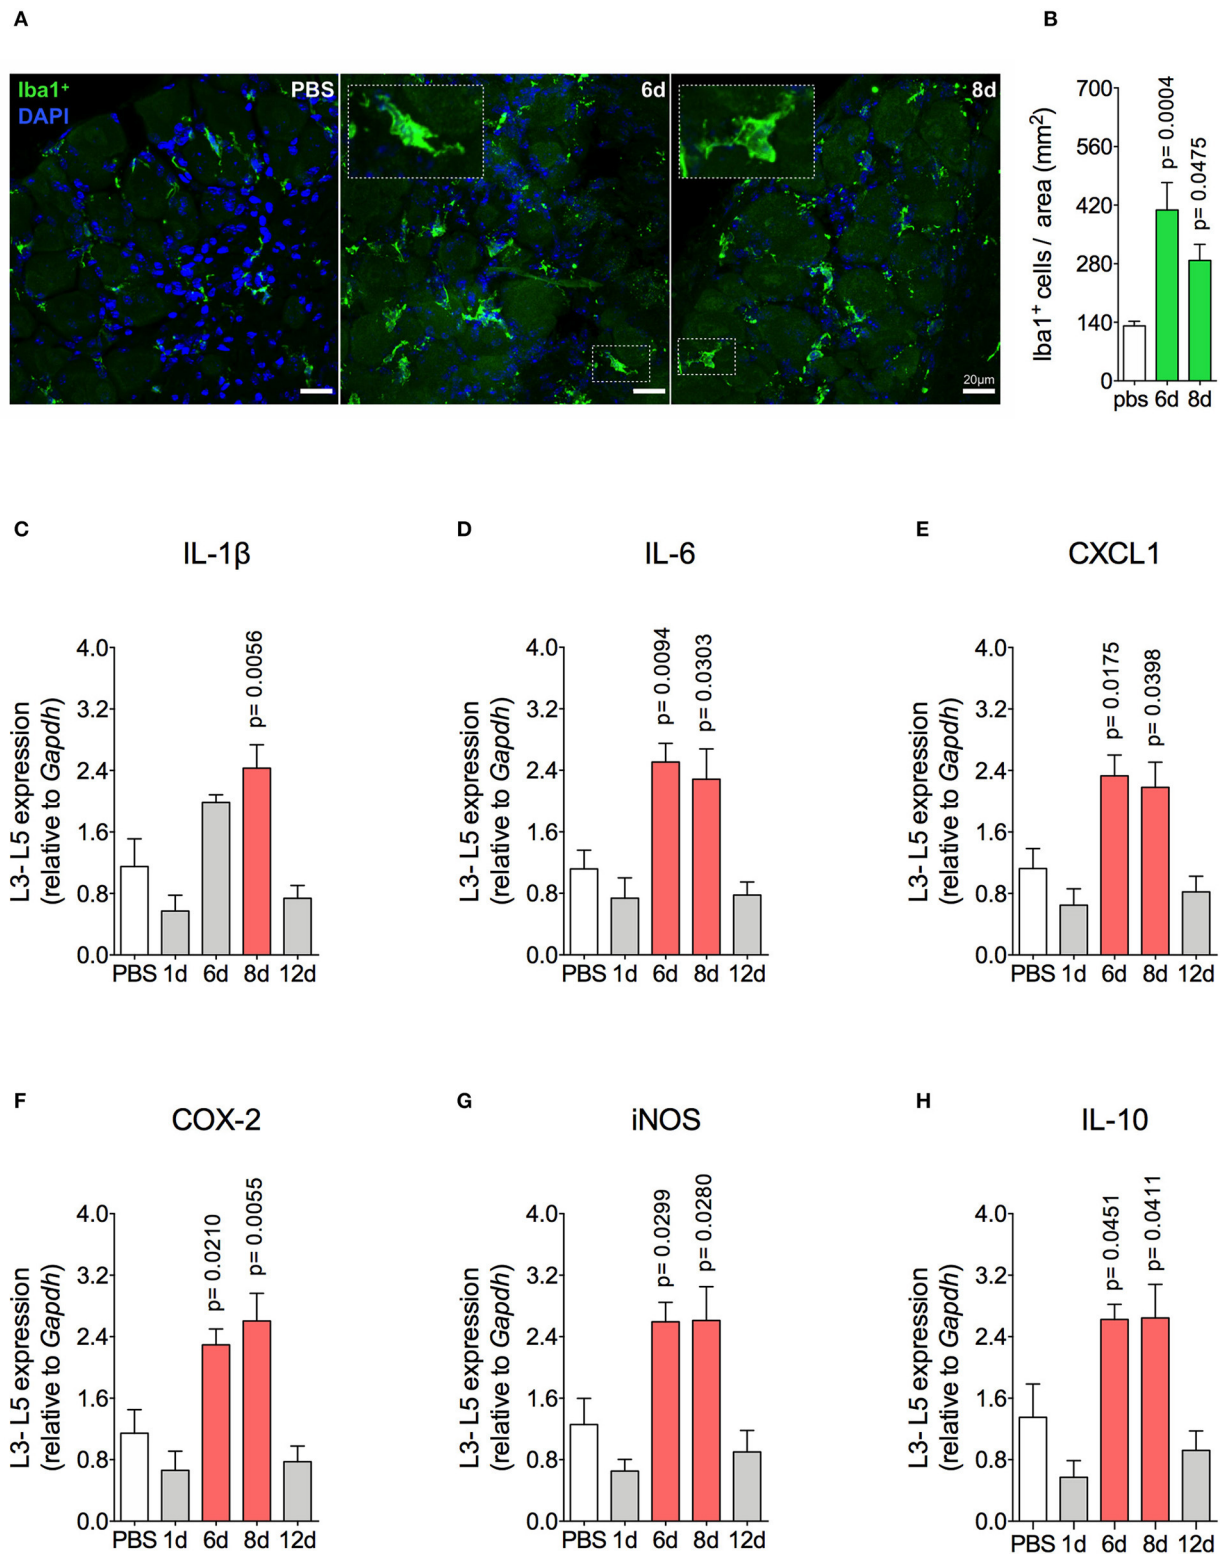 A
B
Iba1⁺
DAPI
PBS
6d
8d
20µm
Iba1⁺ cells / area (mm²)
700
560
420
280
140
0
p= 0.0004
p= 0.0475
pbs 6d 8d
C
IL-1β
L3- L5 expression
(relative to Gapdh)
4.0
3.2
2.4
1.6
0.8
0.0
p= 0.0056
PBS 1d 6d 8d 12d
D
IL-6
L3- L5 expression
(relative to Gapdh)
4.0
3.2
2.4
1.6
0.8
0.0
p= 0.0094
p= 0.0303
PBS 1d 6d 8d 12d
E
CXCL1
L3- L5 expression
(relative to Gapdh)
4.0
3.2
2.4
1.6
0.8
0.0
p= 0.0175
p= 0.0398
PBS 1d 6d 8d 12d
F
COX-2
L3- L5 expression
(relative to Gapdh)
4.0
3.2
2.4
1.6
0.8
0.0
p= 0.0210
p= 0.0055
PBS 1d 6d 8d 12d
G
iNOS
L3- L5 expression
(relative to Gapdh)
4.0
3.2
2.4
1.6
0.8
0.0
p= 0.0299
p= 0.0280
PBS 1d 6d 8d 12d
H
IL-10
L3- L5 expression
(relative to Gapdh)
4.0
3.2
2.4
1.6
0.8
0.0
p= 0.0451
p= 0.0411
PBS 1d 6d 8d 12d